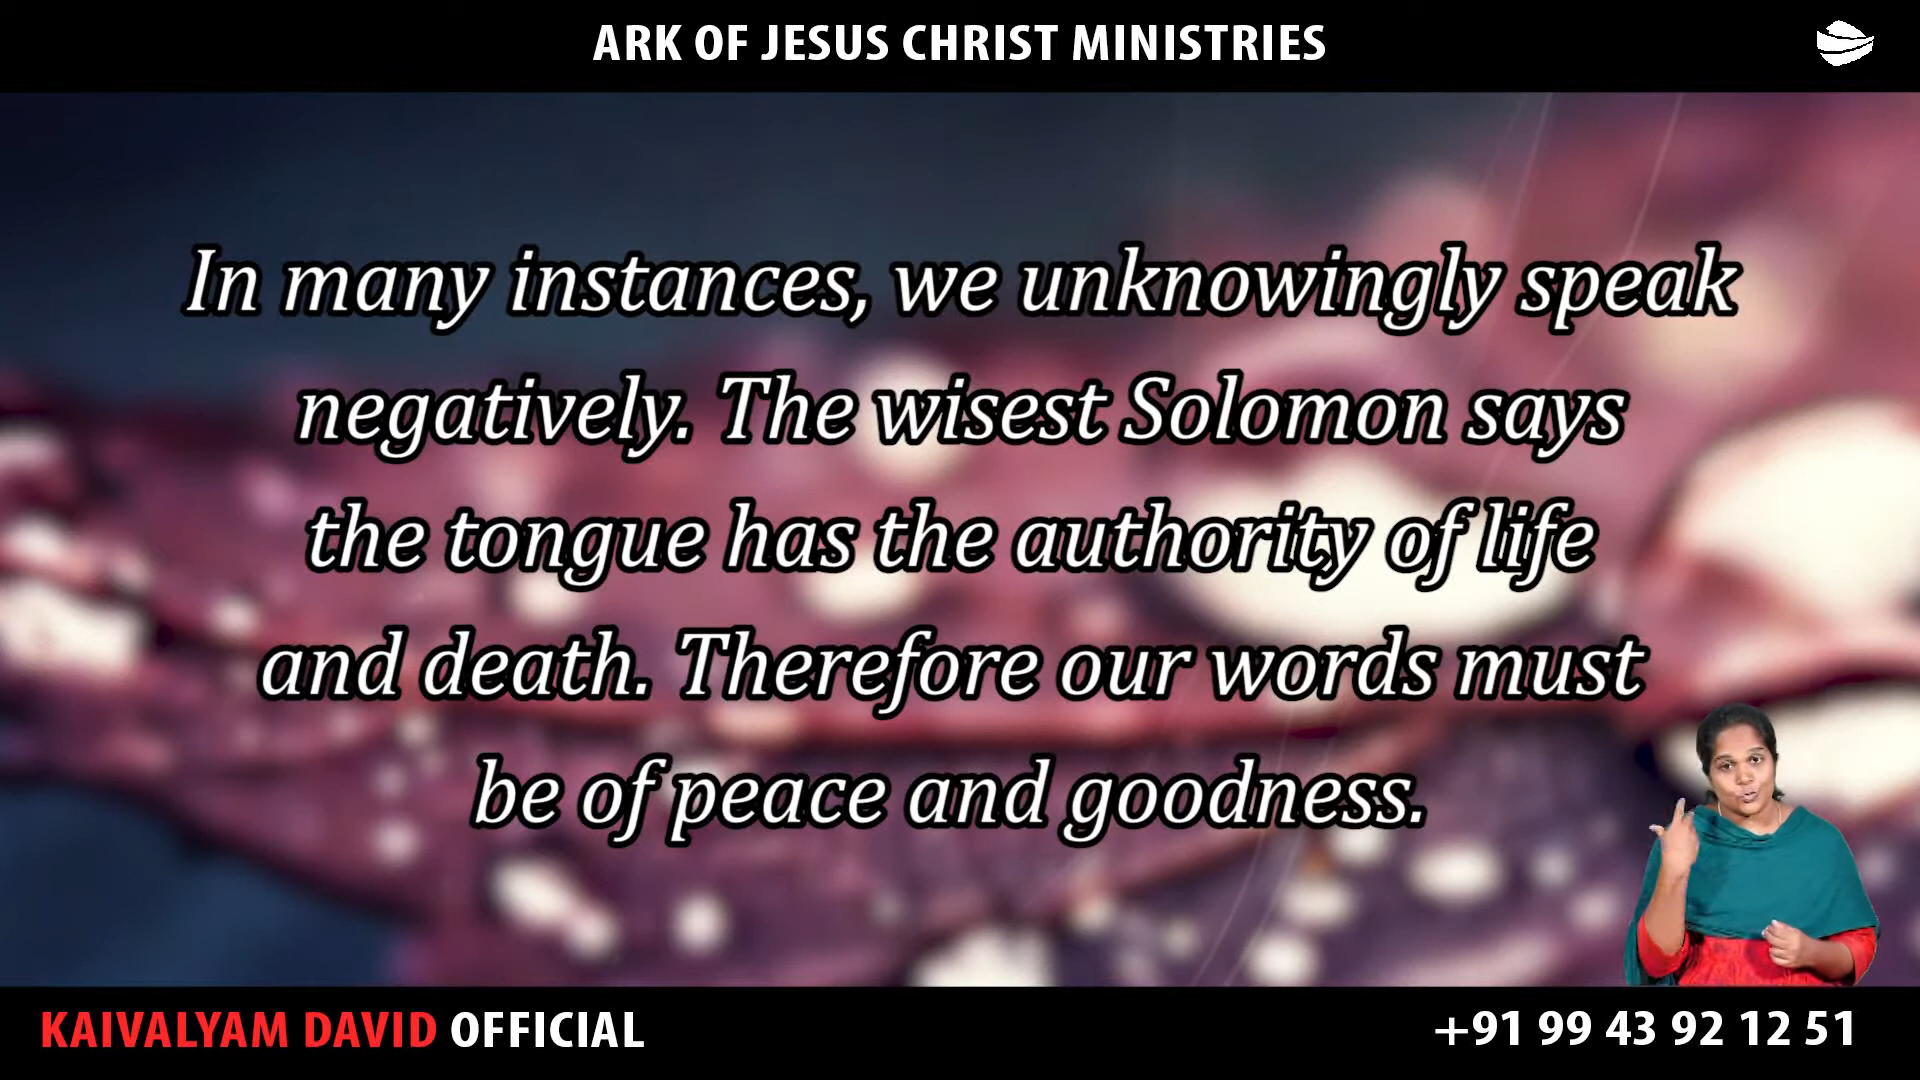 ARK OF JESUS CHRIST MINISTRIES
In many instances, we unknowingly speak
negatively. The wisest Solomon says
the tongue has the authority of life
and death. Therefore our words must
be of peace and goodness.
KAIVALYAM DAVID OFFICIAL
+91 99 43 92 12 51